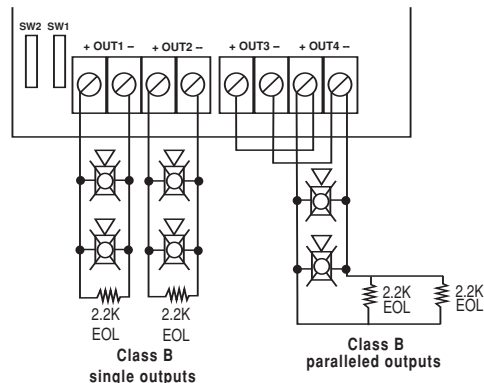 SW2 SW1
+ OUT1 – + OUT2 – + OUT3 – + OUT4 –
2.2K
EOL
2.2K
EOL
Class B
single outputs
2.2K
EOL
2.2K
EOL
Class B
paralleled outputs